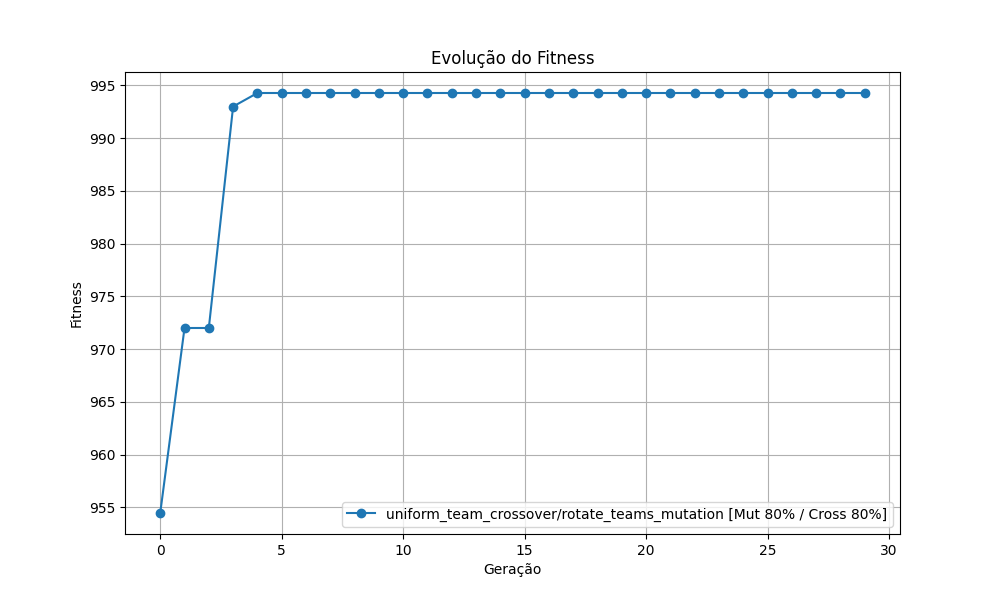 Evolução do Fitness
Fitness
995
990
985
980
975
970
965
960
955
uniform_team_crossover/rotate_teams_mutation [Mut 80% / Cross 80%]
0 5 10 15 20 25 30
Geração